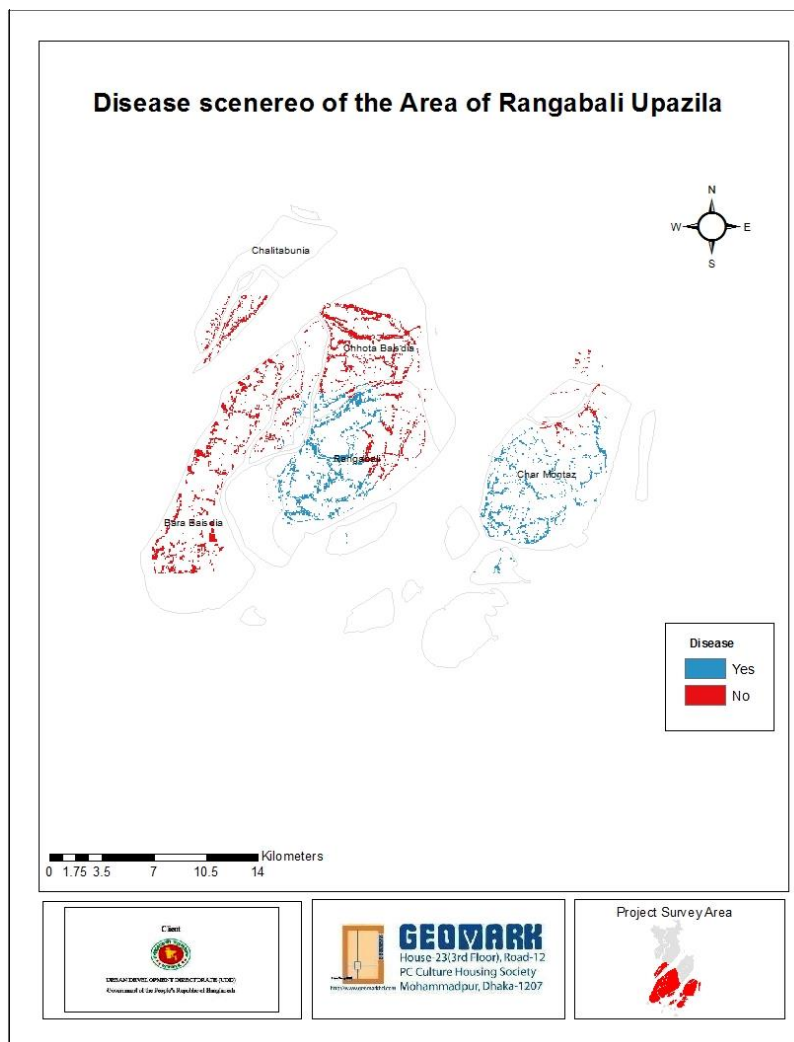 Disease scenereo of the Area of Rangabali Upazila
N
W
E
S
Chalitabunia
Chhota Baisdia
Rangabali
Char Montaz
Bara Baisdia
Disease
Yes
No
Kilometers
0 1.75 3.5 7 10.5 14
Client
URBAN DEVELOPMENT DIRECTORATE (UDD)
Government of the People's Republic of Bangladesh
GEOMARK
House-23(3rd Floor), Road-12
PC Culture Housing Society
Mohammadpur, Dhaka-1207
Project Survey Area